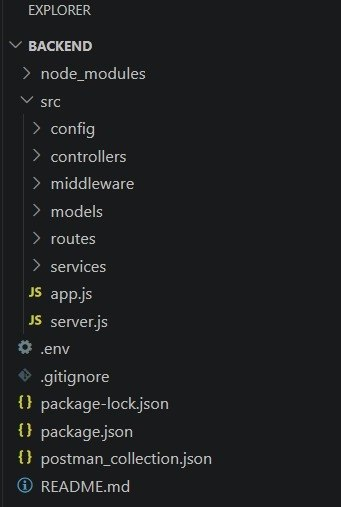 EXPLORER
BACKEND
node_modules
src
config
controllers
middleware
models
routes
services
JS app.js
JS server.js
.env
.gitignore
{} package-lock.json
{} package.json
{} postman_collection.json
README.md